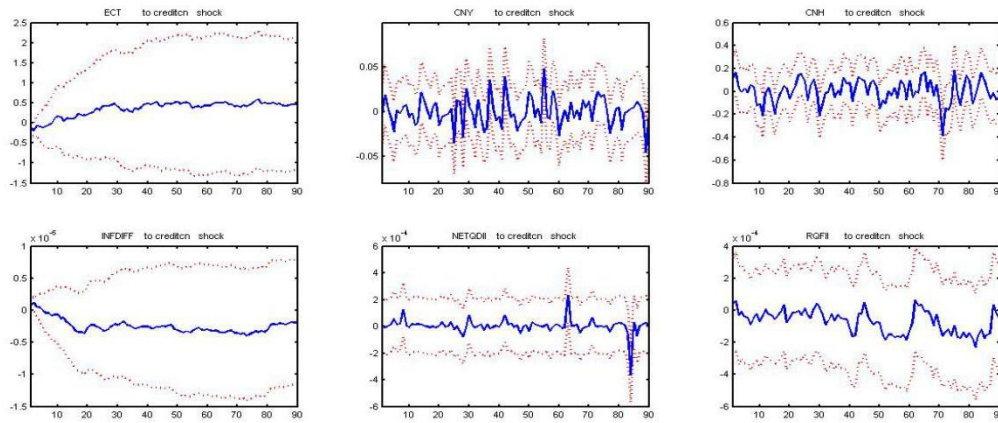 ECT to creditcn shock
2.5
2
1.5
1
0.5
0
-0.5
-1
-1.5
10 20 30 40 50 60 70 80 90
CNY to creditcn shock
0.05
0
-0.05
10 20 30 40 50 60 70 80 90
CNH to creditcn shock
0.6
0.4
0.2
0
-0.2
-0.4
-0.6
-0.8
10 20 30 40 50 60 70 80 90
x 10⁻⁵
INFDIFF to creditcn shock
1
0.5
0
-0.5
-1
-1.5
10 20 30 40 50 60 70 80 90
x 10⁻⁴
NETQDII to creditcn shock
6
4
2
0
-2
-4
-6
10 20 30 40 50 60 70 80 90
x 10⁻⁴
RQFII to creditcn shock
4
2
0
-2
-4
-6
10 20 30 40 50 60 70 80 90